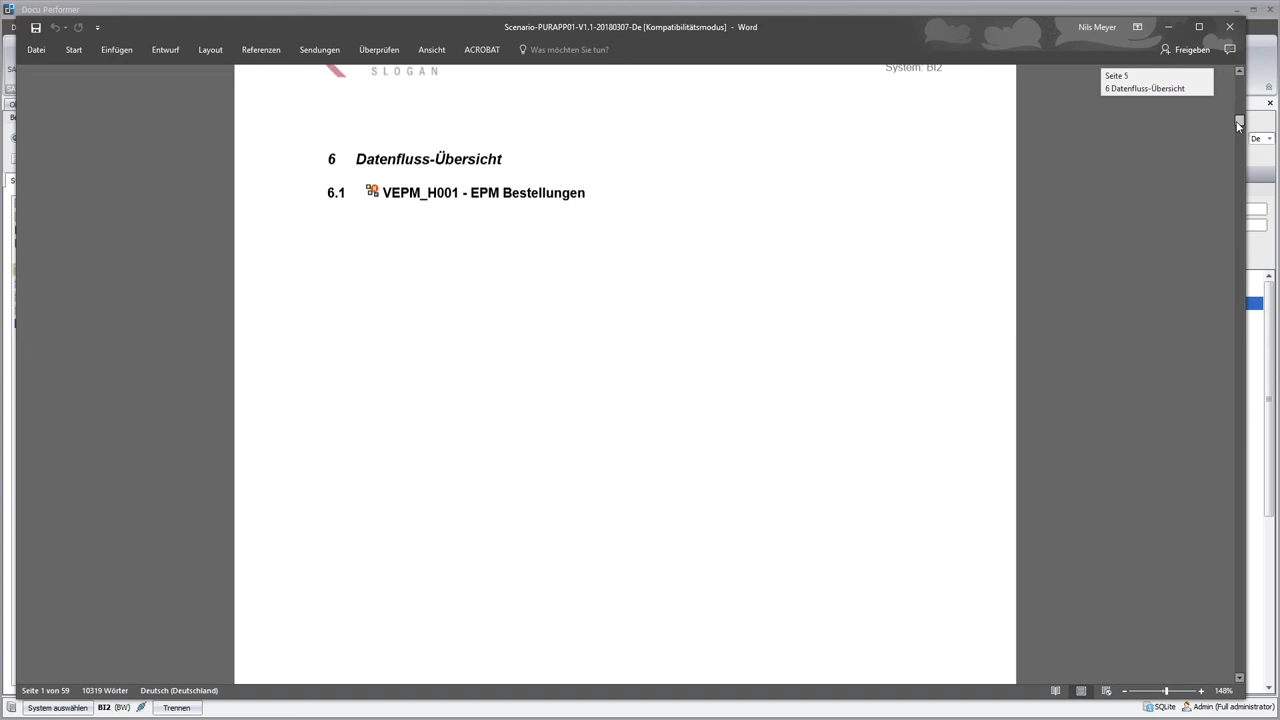 Docu Performer
Scenario-PURAPP01-V1.1-20180307-De [Kompatibilitätsmodus] - Word
Nils Meyer
Datei Start Einfügen Entwurf Layout Referenzen Sendungen Überprüfen Ansicht ACROBAT Was möchten Sie tun? Freigeben
SLOGAN
System: BI2
Seite 5
6 Datenfluss-Übersicht
De
6 Datenfluss-Übersicht
6.1 VEPM_H001 - EPM Bestellungen
Seite 1 von 59 10319 Wörter Deutsch (Deutschland) 148%
System auswählen BI2 (BW) Trennen SQLite Admin (Full administrator)